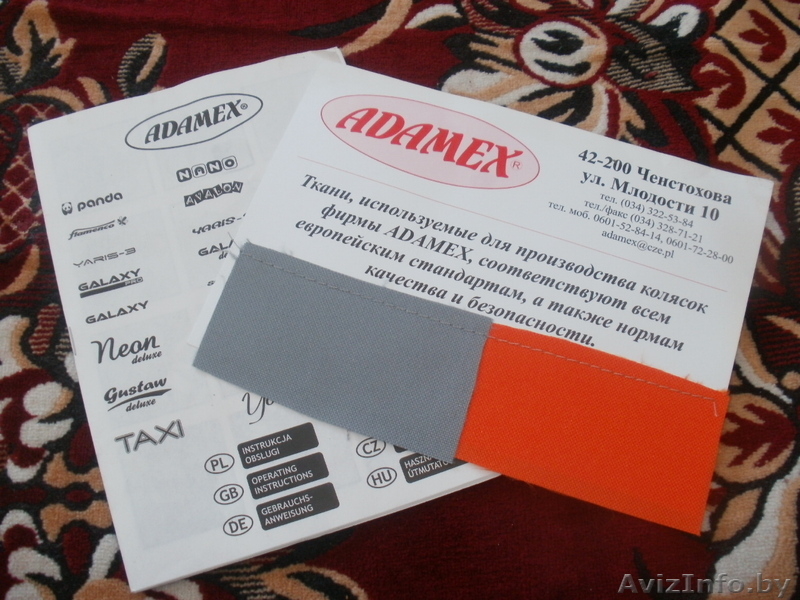 ADAMEX®
panda
NANO
flamenco
AVALON
YARIS-3
YARIS-
GALAXY
PRO
GALAXY
Neon
deluxe
Gustaw
deluxe
TAXI
PL
INSTRUKCJA
OBSŁUGI
GB
OPERATING
INSTRUCTIONS
DE
GEBRAUCHS-
ANWEISUNG
CZ
HU
HASZNÁ
ÚTMUTATÓ
ADAMEX R
42-200 Ченстохова
ул. Млодости 10
тел. (034) 322-53-84
тел./факс (034) 328-71-21
тел. моб. 0601-52-84-14, 0601-72-28-00
adamex@cze.pl
Ткани, используемые для производства колясок
фирмы ADAMEX, соответствуют всем
европейским стандартам, а также нормам
качества и безопасности.
AvizInfo.by